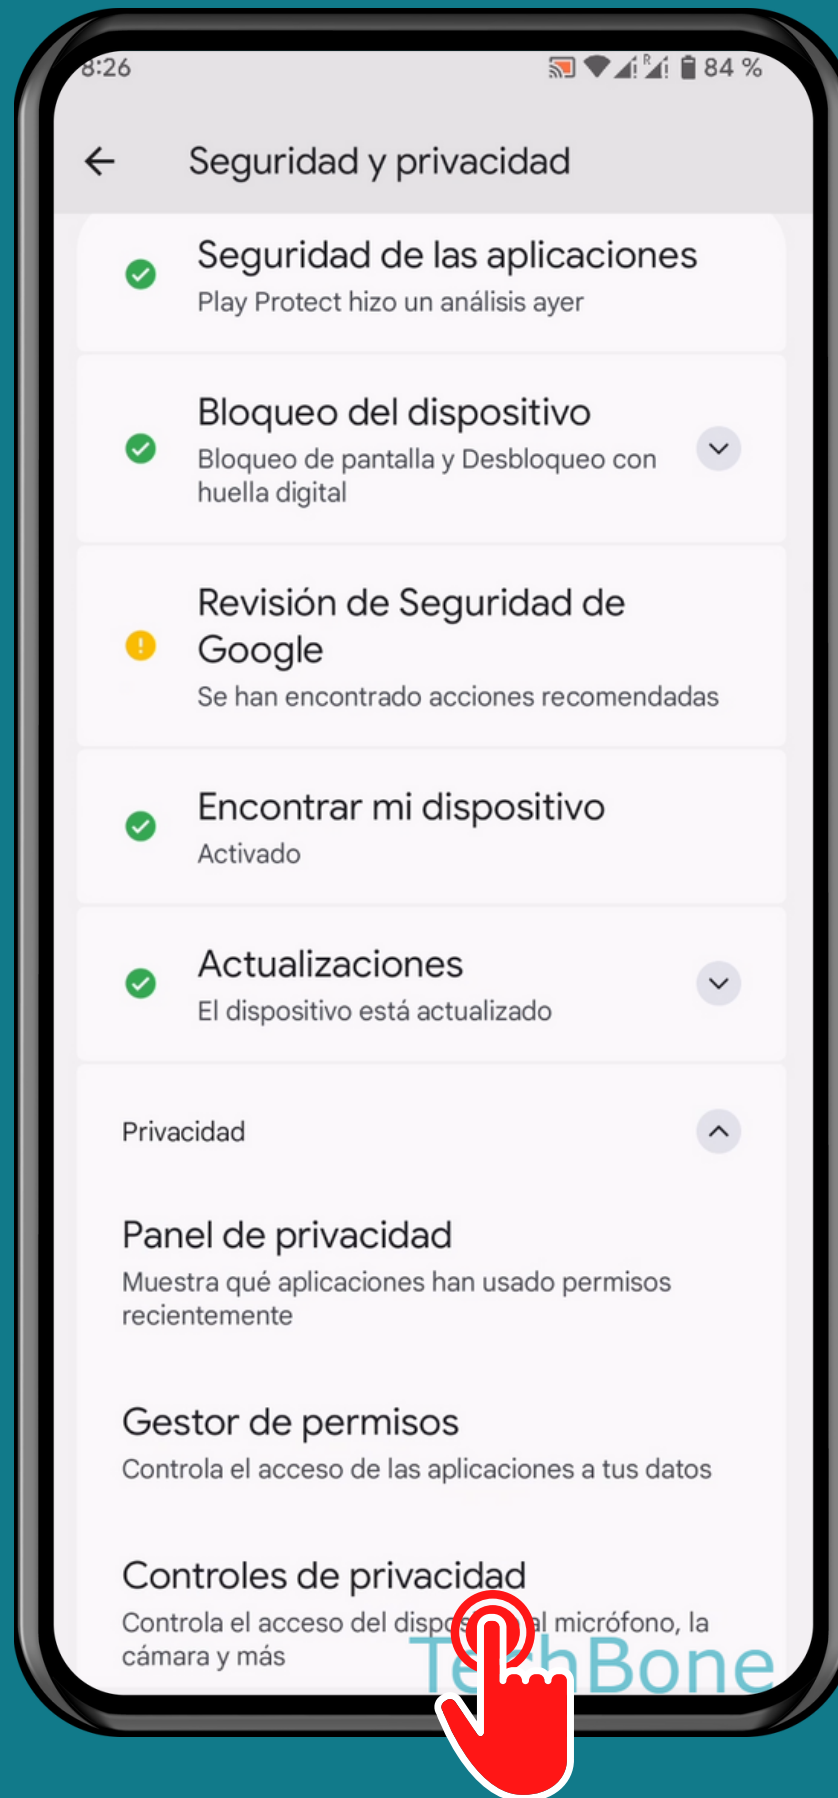 8:26
R
84 %
Seguridad y privacidad
Seguridad de las aplicaciones
Play Protect hizo un análisis ayer
Bloqueo del dispositivo
Bloqueo de pantalla y Desbloqueo con
huella digital
Revisión de Seguridad de
Google
Se han encontrado acciones recomendadas
Encontrar mi dispositivo
Activado
Actualizaciones
El dispositivo está actualizado
Privacidad
Panel de privacidad
Muestra qué aplicaciones han usado permisos
recientemente
Gestor de permisos
Controla el acceso de las aplicaciones a tus datos
Controles de privacidad
Controla el acceso del dispositivo al micrófono, la
cámara y más
TechBone